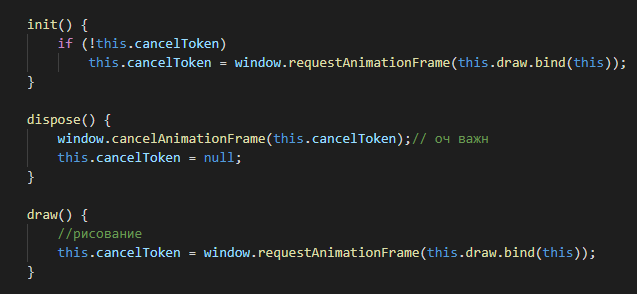 init() {
if (!this.cancelToken)
this.cancelToken = window.requestAnimationFrame(this.draw.bind(this));
}
dispose() {
window.cancelAnimationFrame(this.cancelToken);// оч важн
this.cancelToken = null;
}
draw() {
//рисование
this.cancelToken = window.requestAnimationFrame(this.draw.bind(this));
}